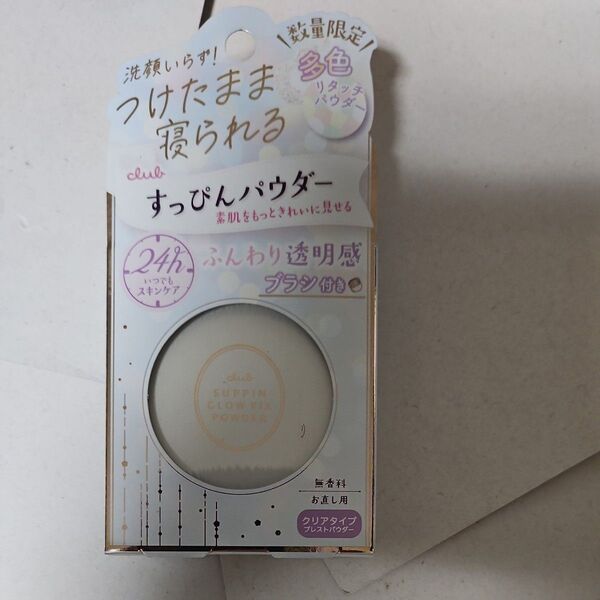 数量限定
多色
リタッチ
パウダー
洗顔いらず!
つけたまま
寝られる
club
すっぴんパウダー
素肌をもっときれいに見せる
24h
いつでも
スキンケア
ふんわり透明感
ブラシ付き
club
SUPPIN
GLOW FIX
POWDER
無香料
お直し用
クリアタイプ
プレストパウダー